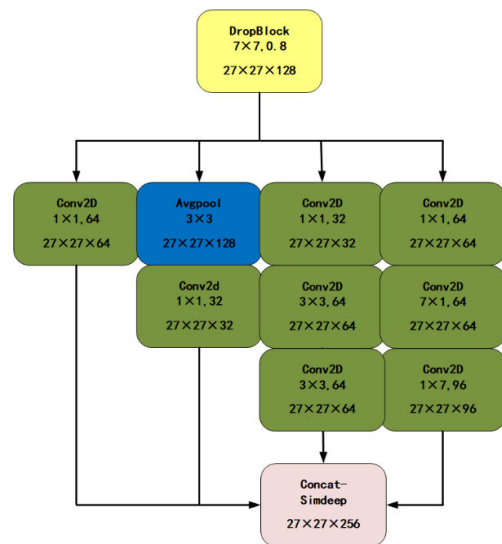 DropBlock
7×7,0.8
27×27×128
Conv2D
1×1,64
27×27×64
Avgpool
3×3
27×27×128
Conv2d
1×1,32
27×27×32
Conv2D
1×1,32
27×27×32
Conv2D
3×3,64
27×27×64
Conv2D
3×3,64
27×27×64
Conv2D
1×1,64
27×27×64
Conv2D
7×1,64
27×27×64
Conv2D
1×7,96
27×27×96
Concat-
Simdeep
27×27×256